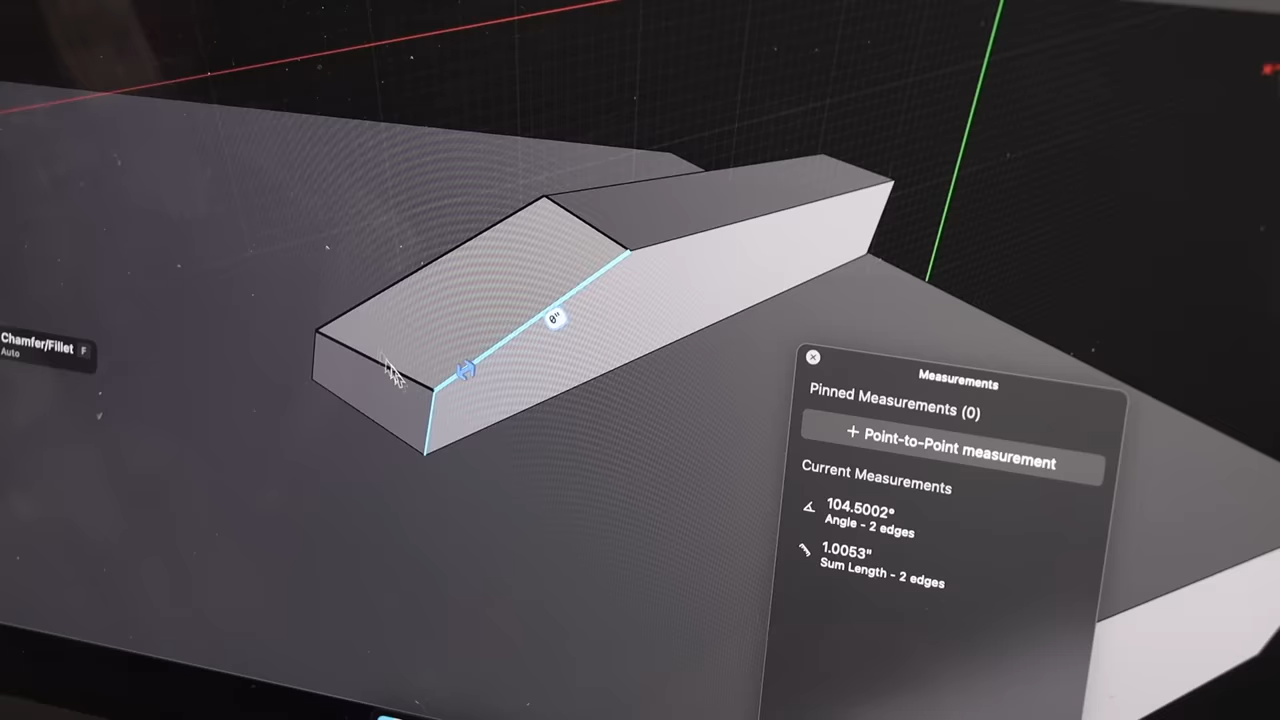 Chamfer/Fillet F
Auto
0"
Measurements
Pinned Measurements (0)
+ Point-to-Point measurement
Current Measurements
104.5002°
Angle - 2 edges
1.0053"
Sum Length - 2 edges